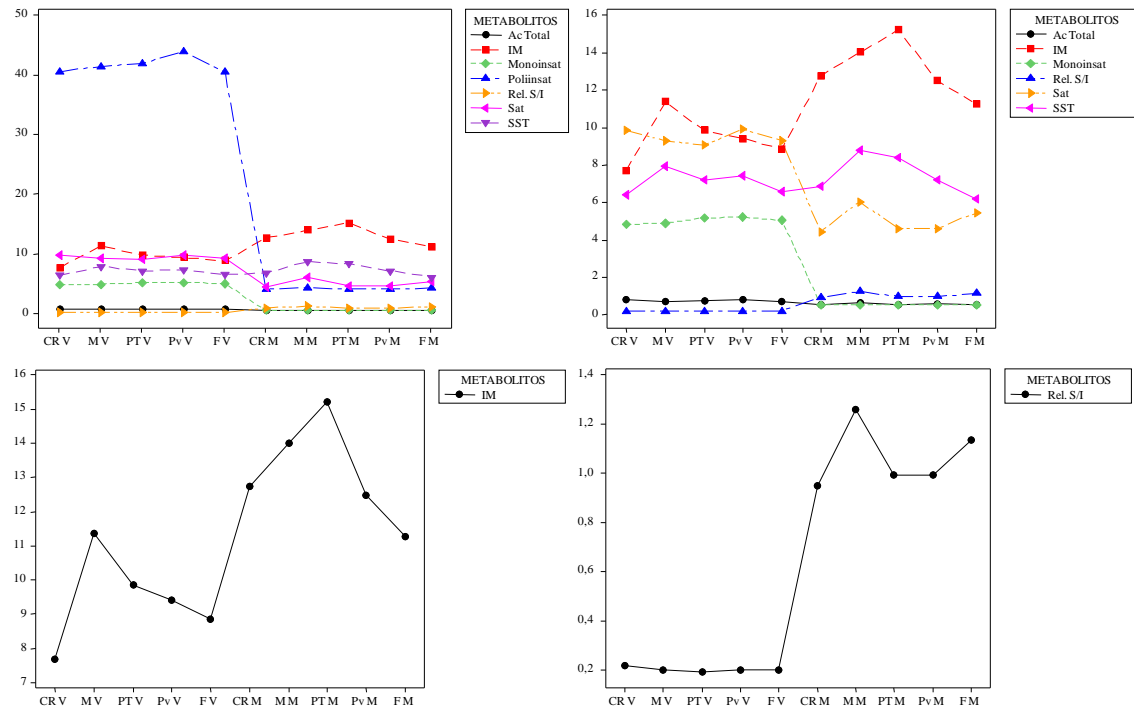 50
40
30
20
10
0
CR V M V PT V Pv V F V CR M M M PT M Pv M F M
METABOLITOS
Ac Total
IM
Monoinsat
Poliinsat
Rel. S/I
Sat
SST
16
14
12
10
8
6
4
2
0
CR V M V PT V Pv V F V CR M M M PT M Pv M F M
METABOLITOS
Ac Total
IM
Monoinsat
Rel. S/I
Sat
SST
16
15
14
13
12
11
10
9
8
7
CR V M V PT V Pv V F V CR M M M PT M Pv M F M
METABOLITOS
IM
1,4
1,2
1,0
0,8
0,6
0,4
0,2
CR V M V PT V Pv V F V CR M M M PT M Pv M F M
METABOLITOS
Rel. S/I